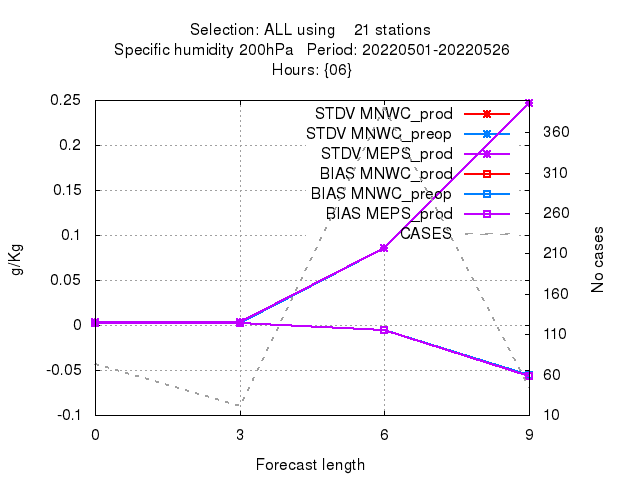 Selection: ALL using    21 stations
Specific humidity 200hPa   Period: 20220501-20220526
Hours: {06}
STDV MNWC_prod
STDV MNWC_preop
STDV MEPS_prod
BIAS MNWC_prod
BIAS MNWC_preop
BIAS MEPS_prod
CASES
g/Kg
0.25
0.2
0.15
0.1
0.05
0
-0.05
-0.1
No cases
360
310
260
210
160
110
60
10
0 3 6 9
Forecast length